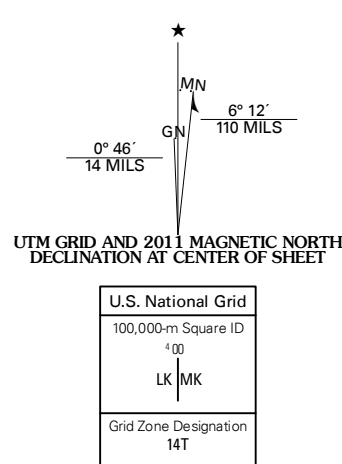 ★
MN
GN
6° 12´
110 MILS
0° 46´
14 MILS
UTM GRID AND 2011 MAGNETIC NORTH
DECLINATION AT CENTER OF SHEET
U.S. National Grid
100,000-m Square ID
⁴00
LK MK
Grid Zone Designation
14T